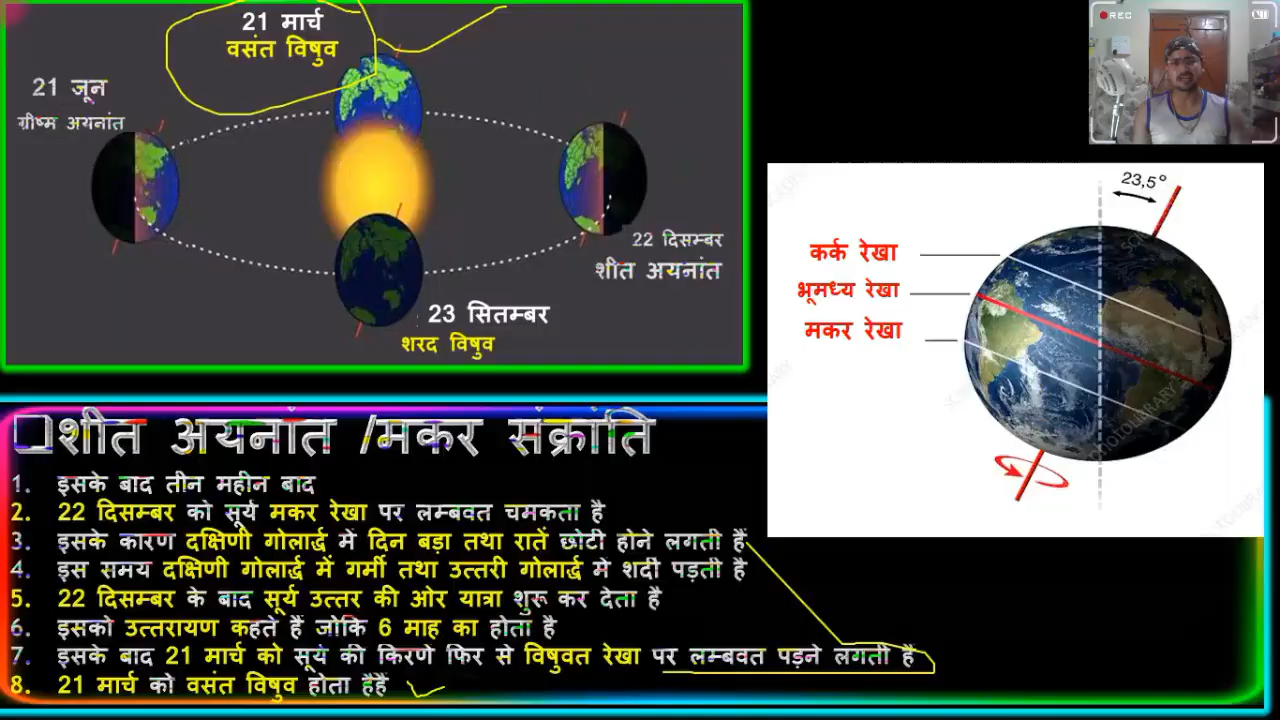 21 मार्च
वसंत विषुव
21 जून
ग्रीष्म अयनांत
22 दिसम्बर
शीत अयनांत
23 सितम्बर
शरद विषुव
REC
23,5°
कर्क रेखा
भूमध्य रेखा
मकर रेखा
❑शीत अयनांत /मकर संक्रांति
1. इसके बाद तीन महीन बाद
2. 22 दिसम्बर को सूर्य मकर रेखा पर लम्बवत चमकता है
3. इसके कारण दक्षिणी गोलार्द्ध में दिन बड़ा तथा रातें छोटी होने लगती हैं
4. इस समय दक्षिणी गोलार्द्ध में गर्मी तथा उत्तरी गोलार्द्ध मे शर्दी पड़ती है
5. 22 दिसम्बर के बाद सूर्य उत्तर की ओर यात्रा शुरू कर देता है
6. इसको उत्तरायण कहते हैं जोकि 6 माह का होता है
7. इसके बाद 21 मार्च को सूर्य की किरणे फिर से विषुवत रेखा पर लम्बवत पड़ने लगती है
8. 21 मार्च को वसंत विषुव होता हैहैं